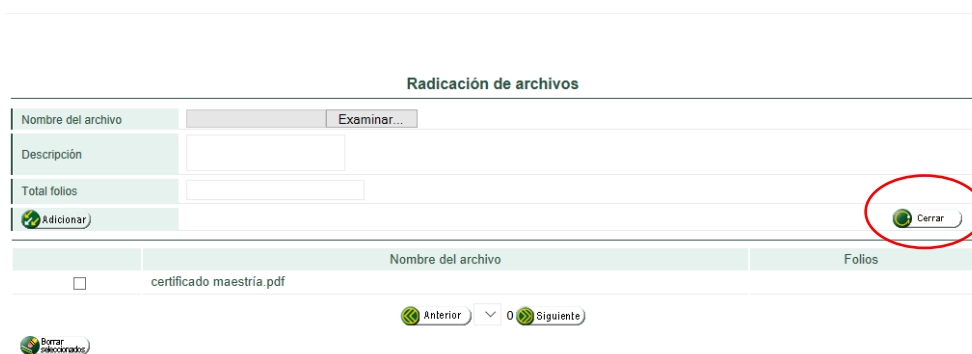 Radicación de archivos
Nombre del archivo Examinar...
Descripción
Total folios
Adicionar Cerrar
Nombre del archivo Folios
certificado maestría.pdf
Anterior 0 Siguiente
Borrar
seleccionados